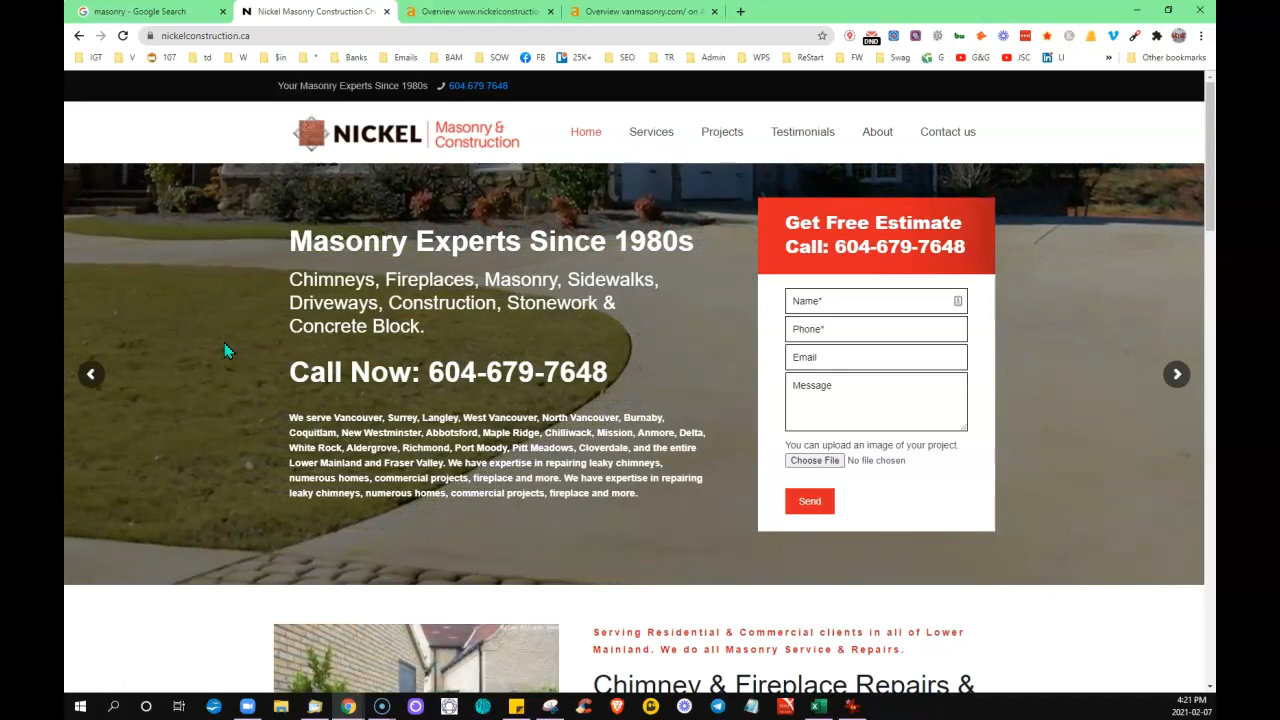 masonry - Google Search
Nickel Masonry Construction Ch
Overview www.nickelconstructio
Overview vanmasonry.com/ on A
nickelconstruction.ca
DND
IGT V 107 $in * td W Banks Emails BAM SOW FB 25K+ SEO TR Admin WPS ReStart FW Swag G G&G JSC LI » Other bookmarks
Your Masonry Experts Since 1980s 604.679.7648
NICKEL Masonry & Construction
Home Services Projects Testimonials About Contact us
Masonry Experts Since 1980s
Chimneys, Fireplaces, Masonry, Sidewalks,
Driveways, Construction, Stonework &
Concrete Block.
Call Now: 604-679-7648
We serve Vancouver, Surrey, Langley, West Vancouver, North Vancouver, Burnaby,
Coquitlam, New Westminster, Abbotsford, Maple Ridge, Chilliwack, Mission, Anmore, Delta,
White Rock, Aldergrove, Richmond, Port Moody, Pitt Meadows, Cloverdale, and the entire
Lower Mainland and Fraser Valley. We have expertise in repairing leaky chimneys,
numerous homes, commercial projects, fireplace and more. We have expertise in repairing
leaky chimneys, numerous homes, commercial projects, fireplace and more.
Get Free Estimate
Call: 604-679-7648
Name*
Phone*
Email
Message
You can upload an image of your project.
Choose File No file chosen
Send
Serving Residential & Commercial clients in all of Lower
Mainland. We do all Masonry Service & Repairs.
Chimney & Fireplace Repairs &
4:21 PM
2021-02-07